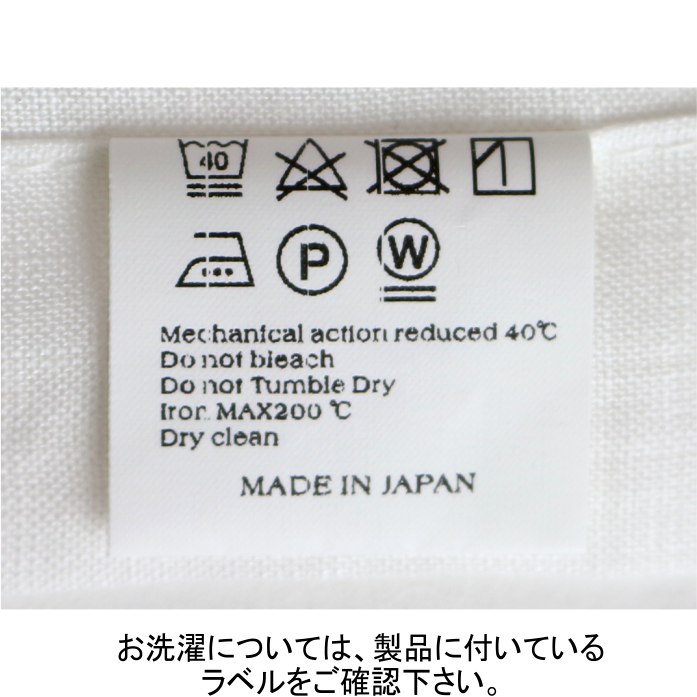 40
P W
Mechanical action reduced 40℃
Do not bleach
Do not Tumble Dry
Iron MAX200 ℃
Dry clean
MADE IN JAPAN
お洗濯については、製品に付いている
ラベルをご確認下さい。